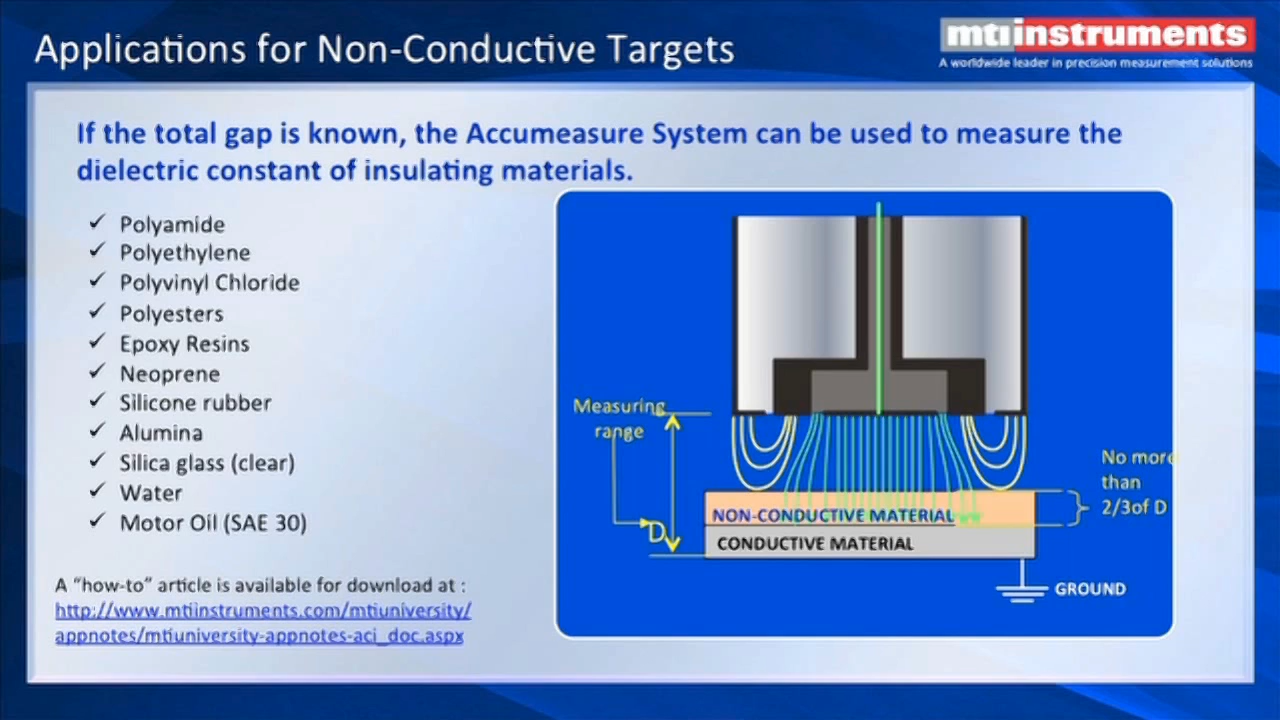 Applications for Non-Conductive Targets
mtiinstruments
A worldwide leader in precision measurement solutions
If the total gap is known, the Accumeasure System can be used to measure the
dielectric constant of insulating materials.
✓ Polyamide
✓ Polyethylene
✓ Polyvinyl Chloride
✓ Polyesters
✓ Epoxy Resins
✓ Neoprene
✓ Silicone rubber
✓ Alumina
✓ Silica glass (clear)
✓ Water
✓ Motor Oil (SAE 30)
A “how-to” article is available for download at :
http://www.mtiinstruments.com/mtiuniversity/
appnotes/mtiuniversity-appnotes-aci_doc.aspx
Measuring
range
D
NON-CONDUCTIVE MATERIAL
CONDUCTIVE MATERIAL
No more
than
2/3of D
GROUND